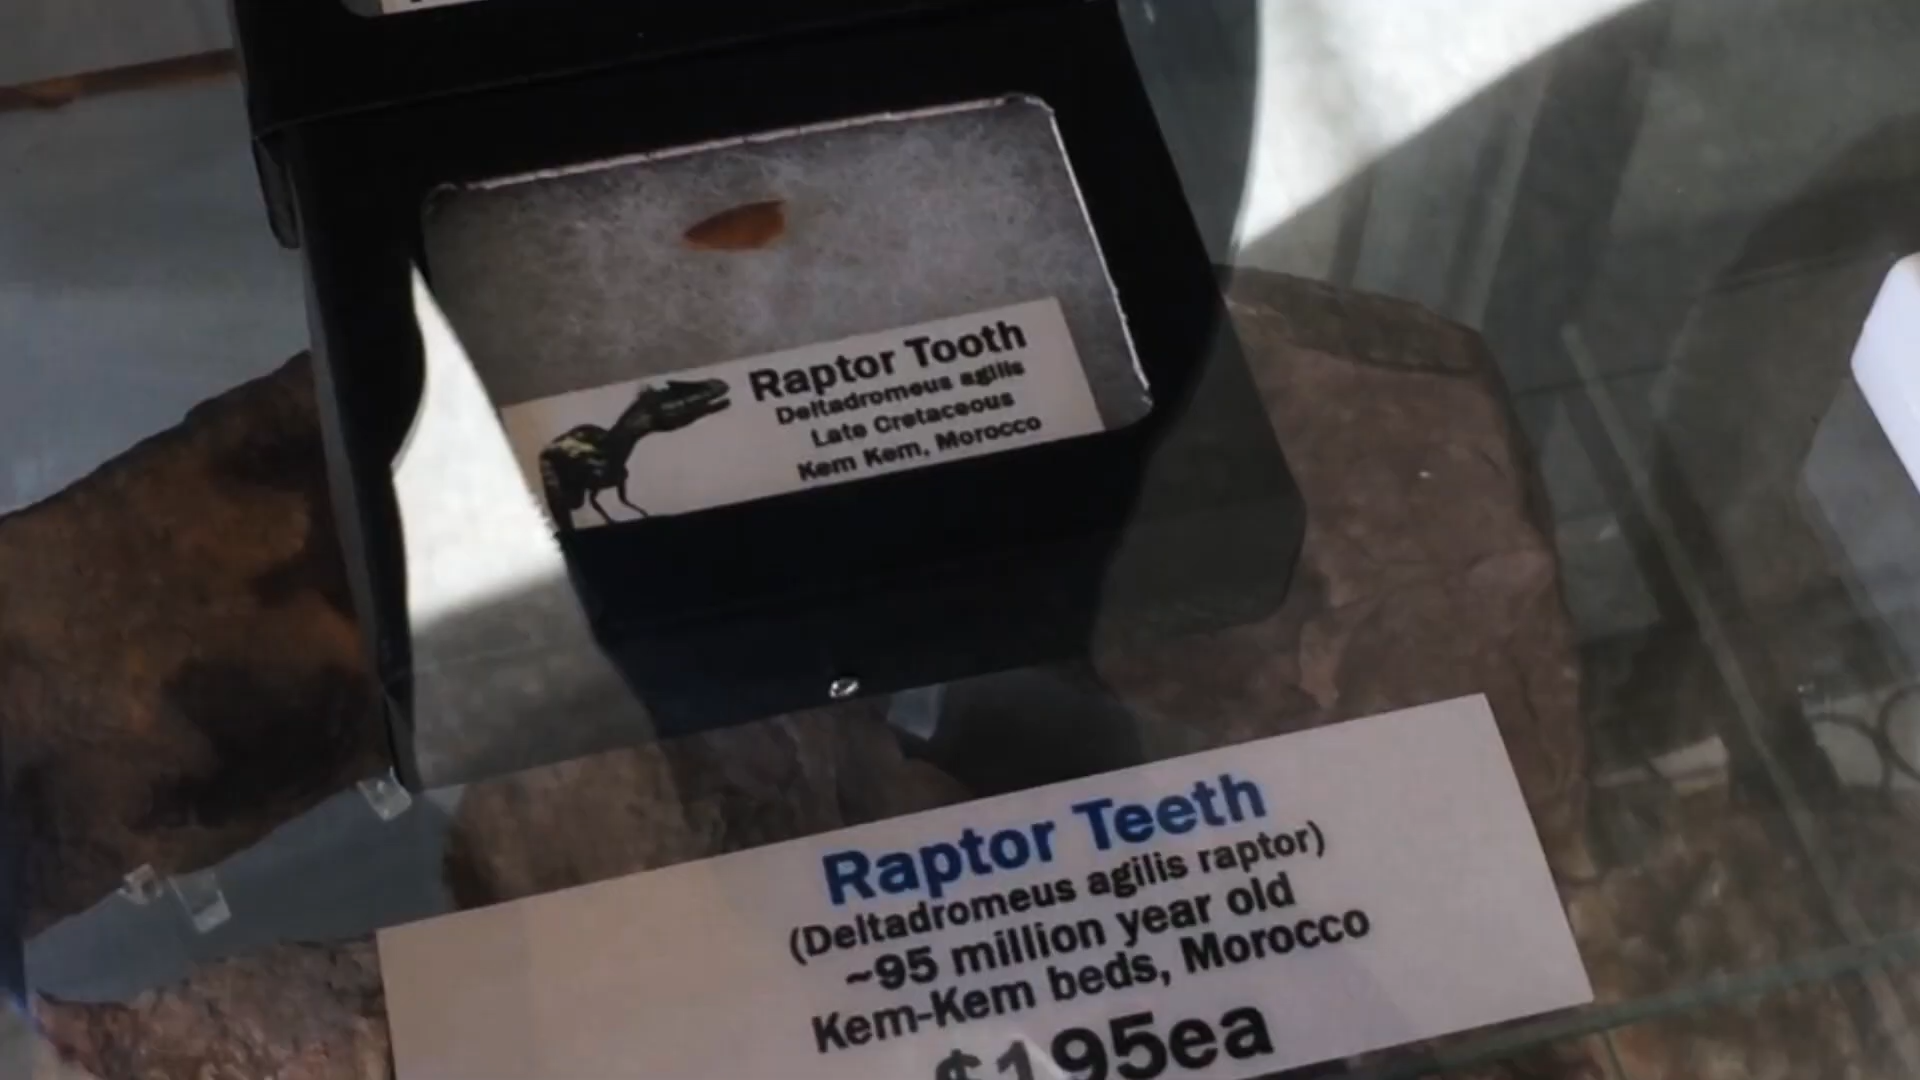 Raptor Tooth
Deltadromeus agilis
Late Cretaceous
Kem Kem, Morocco
Raptor Teeth
(Deltadromeus agilis raptor)
~95 million year old
Kem-Kem beds, Morocco
$195ea